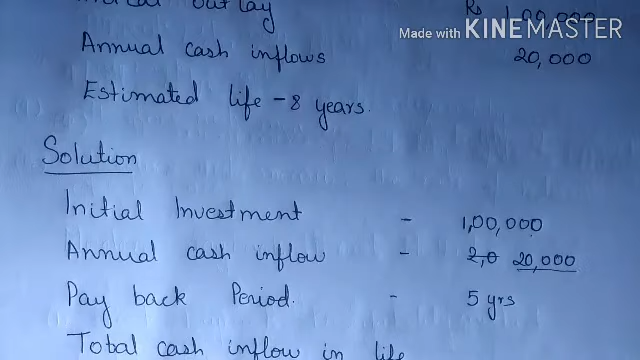 outlay Rs 1,00,000
Made with KINEMASTER
Annual cash inflows 20,000
Estimated life - 8 years.
Solution
Initial Investment - 1,00,000
Annual cash inflow - 2,0 20,000
Pay back Period. - 5 yrs
Total cash inflow in life